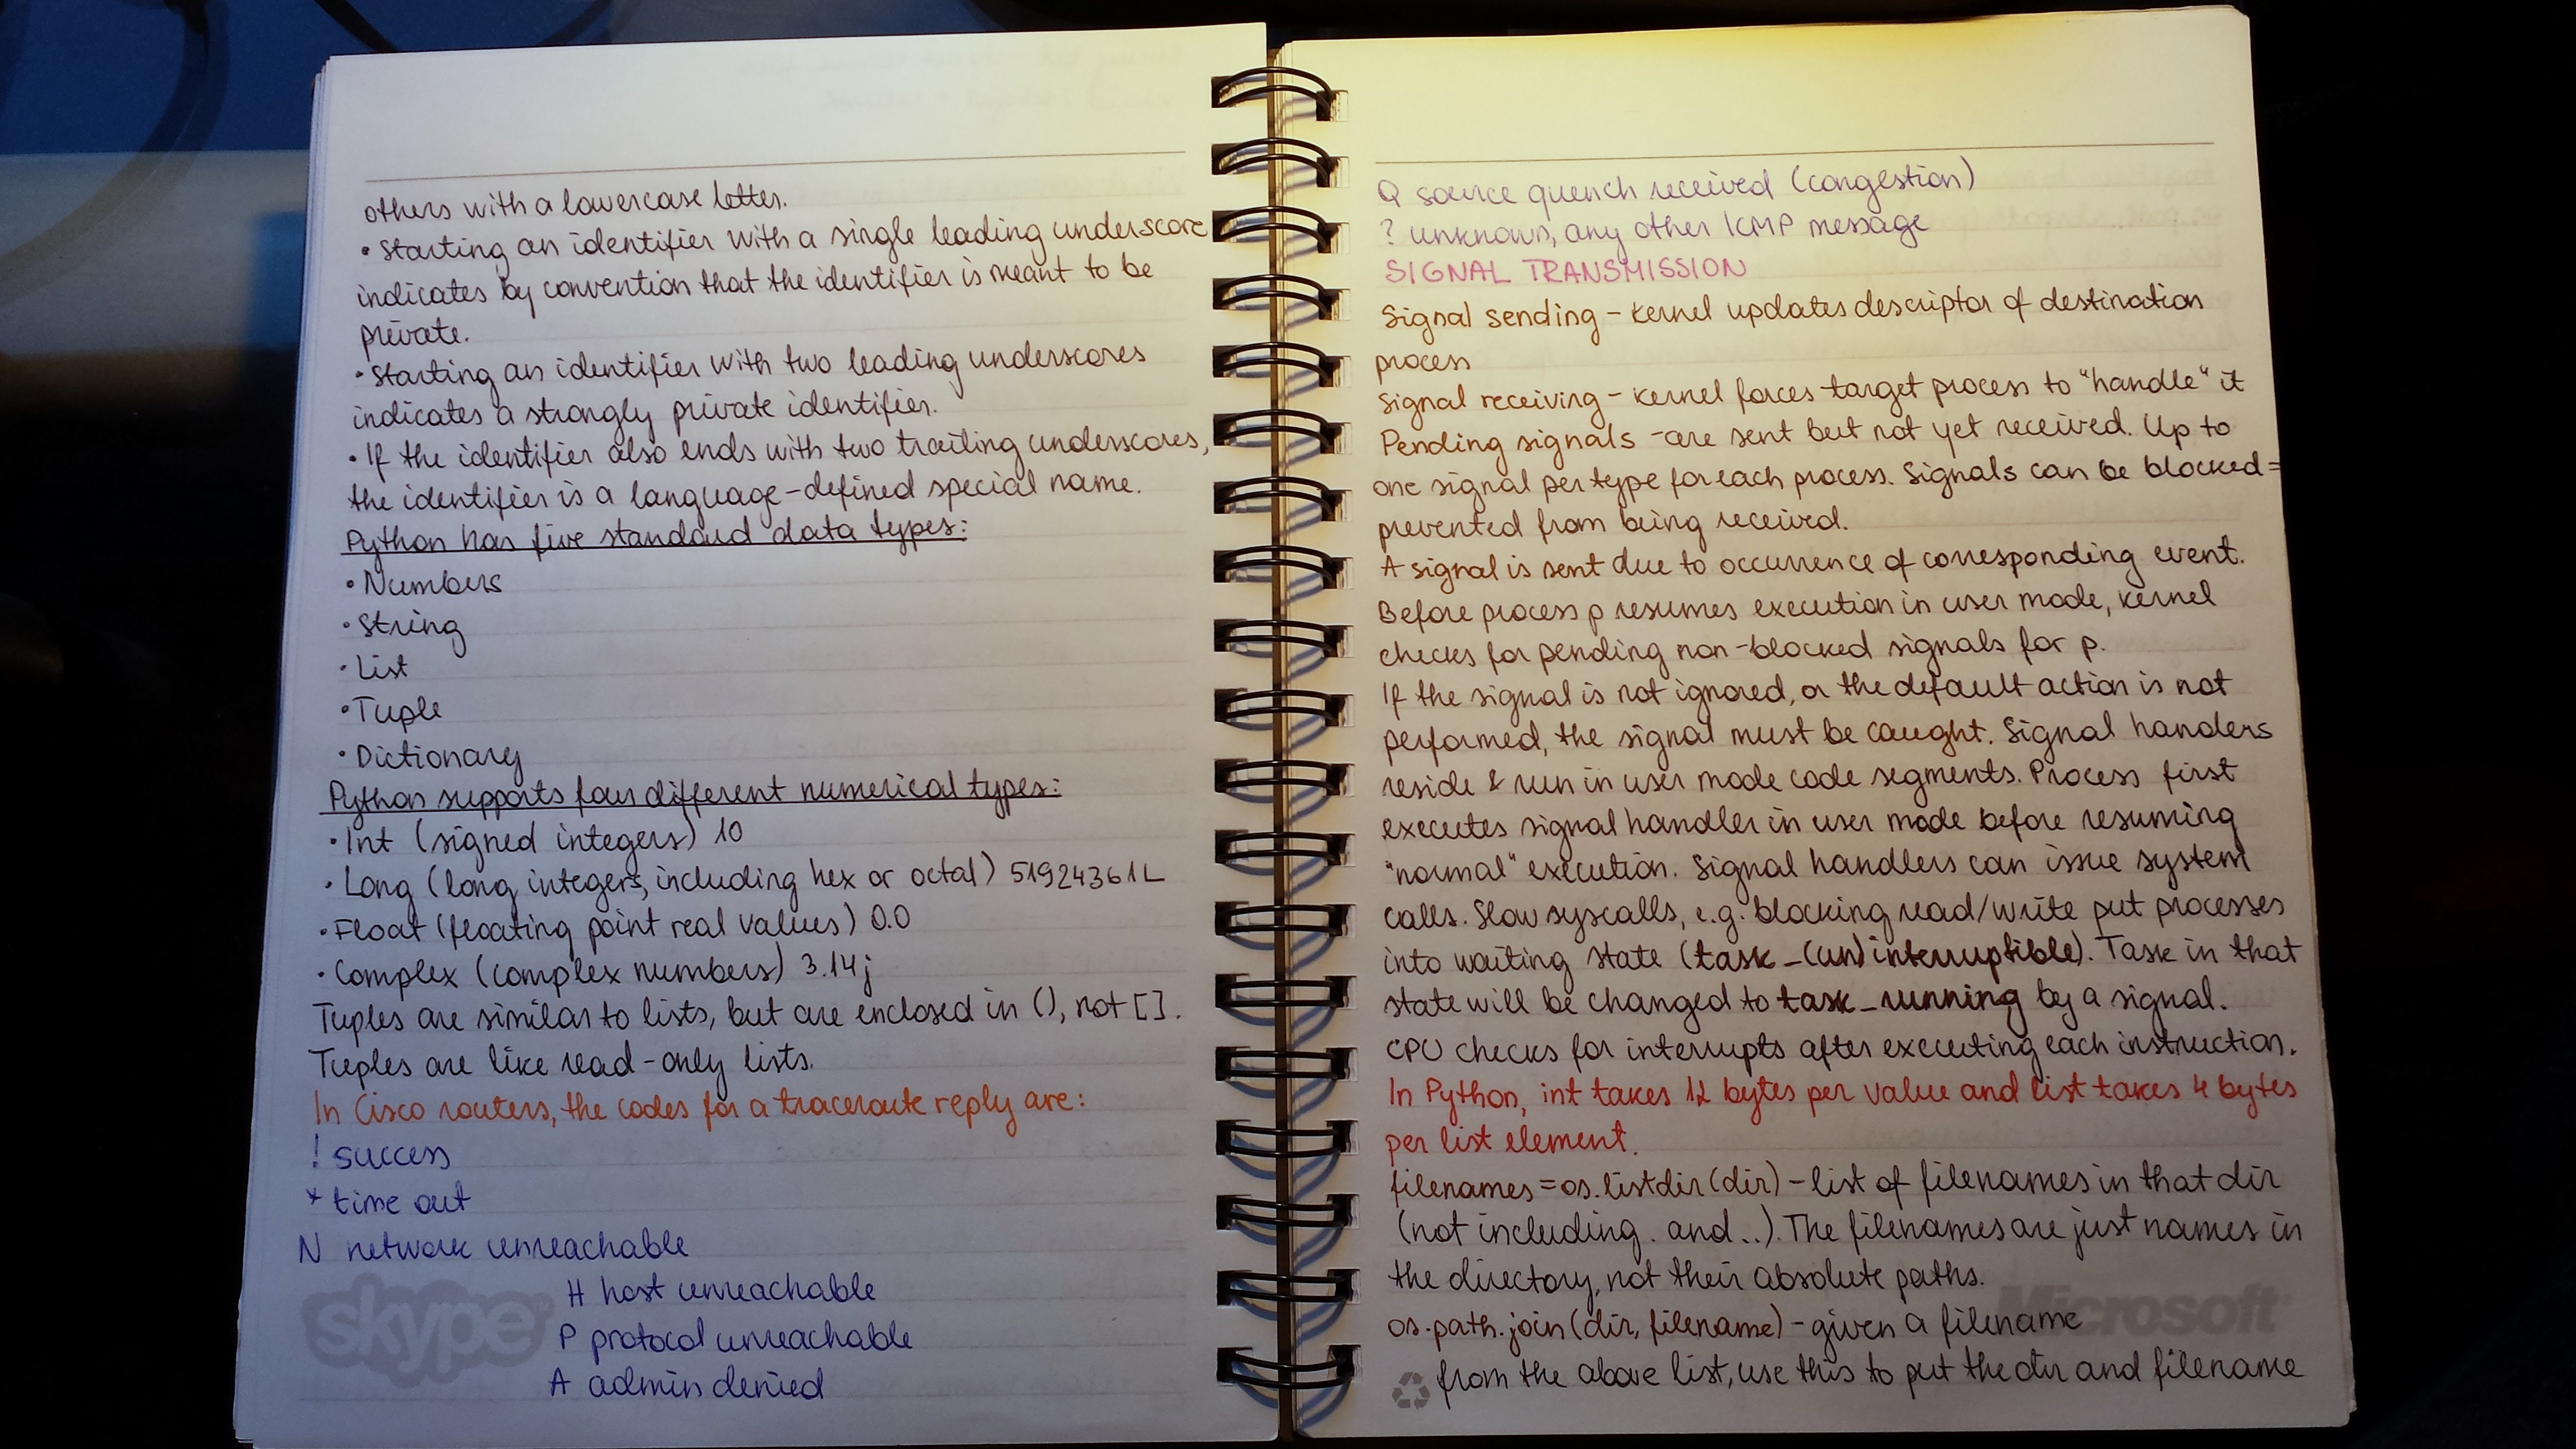 others with a lowercase letter.
• Starting an identifier with a single leading underscore
indicates by convention that the identifier is meant to be
private.
• Starting an identifier with two leading underscores
indicates a strongly private identifier.
• If the identifier also ends with two trailing underscores,
the identifier is a language-defined special name.
Python has five standard data types:
• Numbers
• String
• List
• Tuple
• Dictionary
Python supports four different numerical types:
• Int (signed integers) 10
• Long (long integers, including hex or octal) 51924361L
• Float (floating point real values) 0.0
• Complex (complex numbers) 3.14j
Tuples are similar to lists, but are enclosed in (), not [].
Tuples are like read-only lists.
In Cisco routers, the codes for a traceroute reply are:
! success
* time out
N network unreachable
H host unreachable
P protocol unreachable
A admin denied
skype
Q source quench received (congestion)
? unknown, any other ICMP message
SIGNAL TRANSMISSION
Signal sending - kernel updates descriptor of destination
process
Signal receiving - kernel forces target process to "handle" it
Pending signals - are sent but not yet received. Up to
one signal per type for each process. Signals can be blocked =
prevented from being received.
A signal is sent due to occurrence of corresponding event.
Before process p resumes execution in user mode, kernel
checks for pending non-blocked signals for p.
If the signal is not ignored, or the default action is not
performed, the signal must be caught. Signal handers
reside & run in user mode code segments. Process first
executes signal handler in user mode before resuming
"normal" execution. Signal handlers can issue system
calls. Slow syscalls, e.g. blocking read/write put processes
into waiting state (task_(un)interruptible). Task in that
state will be changed to task_running by a signal.
CPU checks for interrupts after executing each instruction.
In Python, int takes 12 bytes per value and list takes 4 bytes
per list element.
filenames = os.listdir(dir) - list of filenames in that dir
(not including . and ..). The filenames are just names in
the directory, not their absolute paths.
os.path.join(dir, filename) - given a filename
from the above list, use this to put the dir and filename
Microsoft